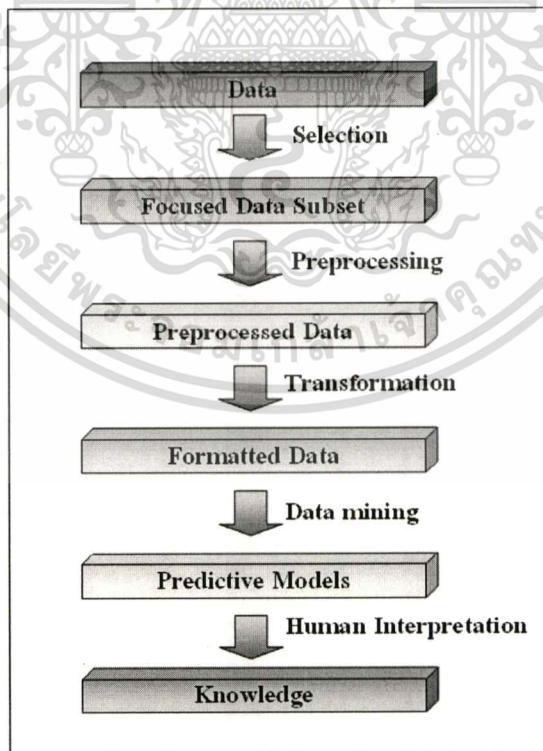 Data
Selection
Focused Data Subset
Preprocessing
Preprocessed Data
Transformation
Formatted Data
Data mining
Predictive Models
Human Interpretation
Knowledge